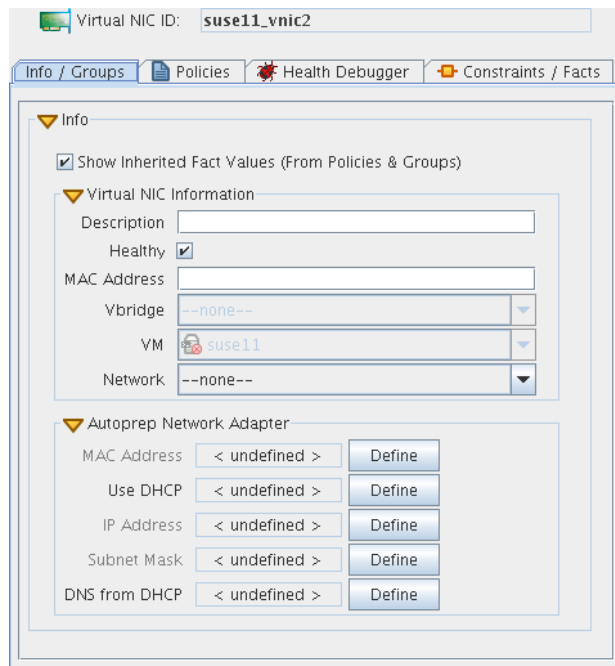 Virtual NIC ID: suse11_vnic2
Info / Groups Policies Health Debugger Constraints / Facts
Info
Show Inherited Fact Values (From Policies & Groups)
Virtual NIC Information
Description
Healthy
MAC Address
Vbridge --none--
VM suse11
Network --none--
Autoprep Network Adapter
MAC Address < undefined > Define
Use DHCP < undefined > Define
IP Address < undefined > Define
Subnet Mask < undefined > Define
DNS from DHCP < undefined > Define